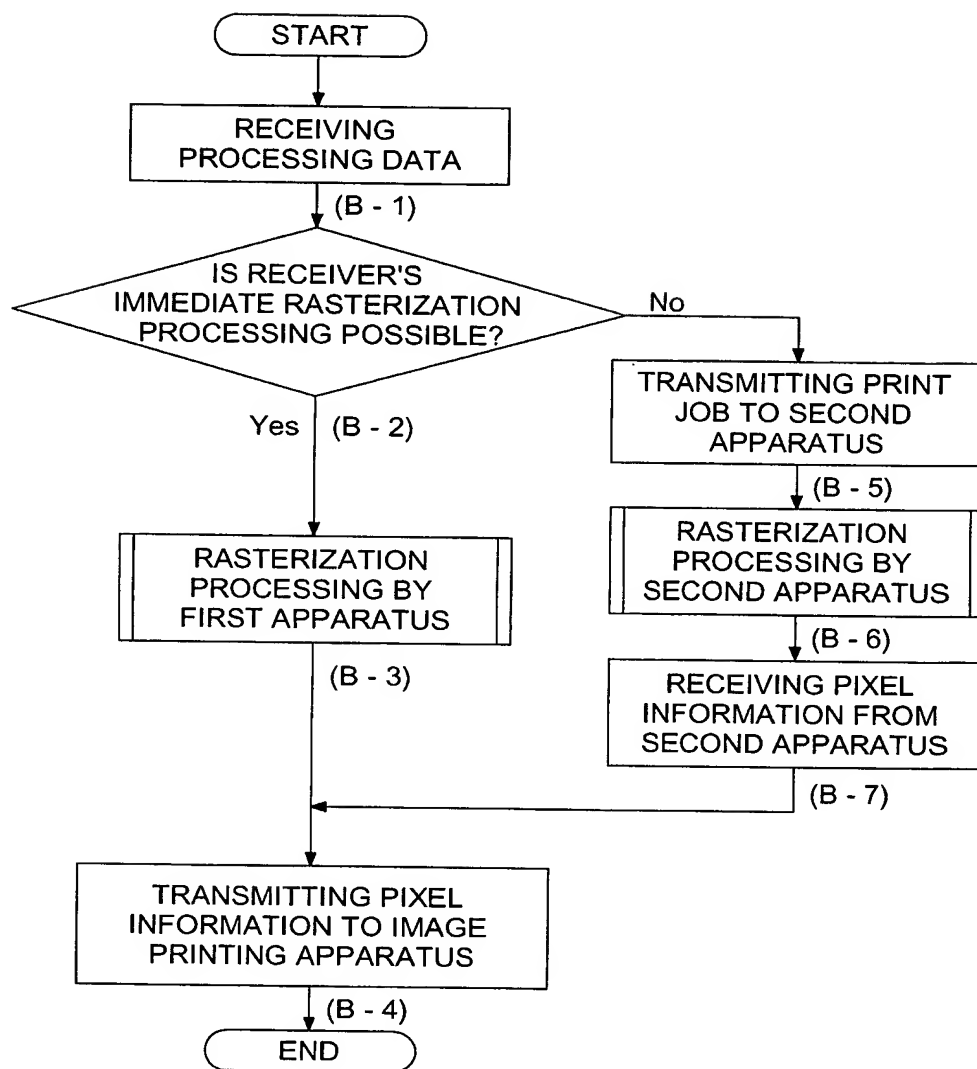 START
RECEIVING
PROCESSING DATA
(B - 1)
IS RECEIVER'S
IMMEDIATE RASTERIZATION
PROCESSING POSSIBLE?
No
Yes
(B - 2)
TRANSMITTING PRINT
JOB TO SECOND
APPARATUS
(B - 5)
RASTERIZATION
PROCESSING BY
FIRST APPARATUS
(B - 3)
RASTERIZATION
PROCESSING BY
SECOND APPARATUS
(B - 6)
RECEIVING PIXEL
INFORMATION FROM
SECOND APPARATUS
(B - 7)
TRANSMITTING PIXEL
INFORMATION TO IMAGE
PRINTING APPARATUS
(B - 4)
END